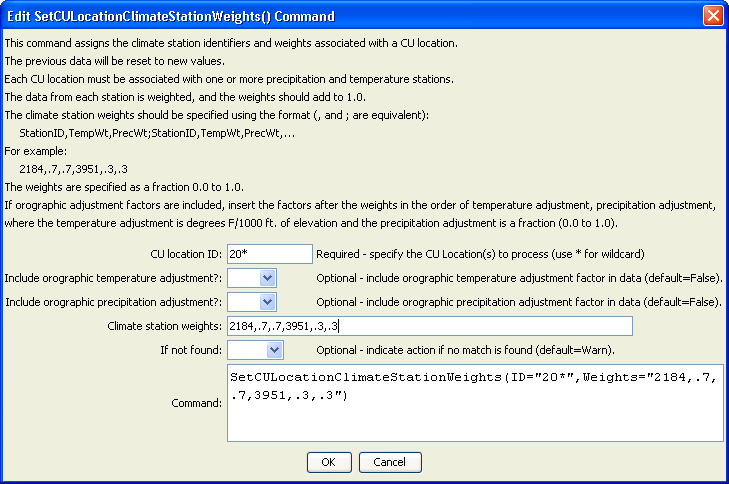 Edit SetCULocationClimateStationWeights() Command
This command assigns the climate station identifiers and weights associated with a CU location.
The previous data will be reset to new values.
Each CU location must be associated with one or more precipitation and temperature stations.
The data from each station is weighted, and the weights should add to 1.0.
The climate station weights should be specified using the format (, and ; are equivalent):
StationID,TempWt,PrecWt;StationID,TempWt,PrecWt,...
For example:
2184,.7,.7,3951,.3,.3
The weights are specified as a fraction 0.0 to 1.0.
If orographic adjustment factors are included, insert the factors after the weights in the order of temperature adjustment, precipitation adjustment,
where the temperature adjustment is degrees F/1000 ft. of elevation and the precipitation adjustment is a fraction (0.0 to 1.0).
CU location ID: 20* Required - specify the CU Location(s) to process (use * for wildcard)
Include orographic temperature adjustment?: Optional - include orographic temperature adjustment factor in data (default=False).
Include orographic precipitation adjustment?: Optional - include orographic precipitation adjustment factor in data (default=False).
Climate station weights: 2184,.7,.7,3951,.3,.3
If not found: Optional - indicate action if no match is found (default=Warn).
SetCULocationClimateStationWeights(ID="20*",Weights="2184,.7,
Command: .7,3951,.3,.3")
OK Cancel